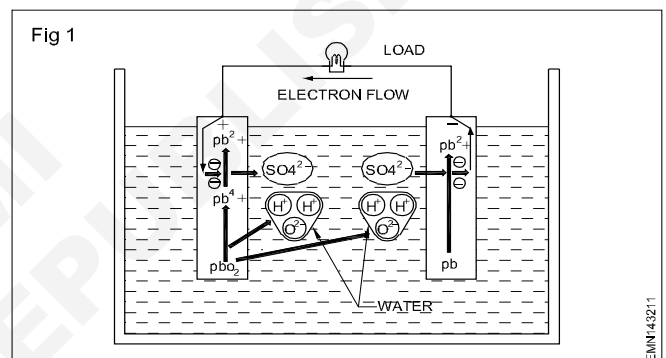 Fig 1
LOAD
ELECTRON FLOW
+
−
pb2+
pb2+
SO42−
SO42−
pb4+
H+ H+
H+ H+
O2−
O2−
pbO2
pb
WATER
EMN143211